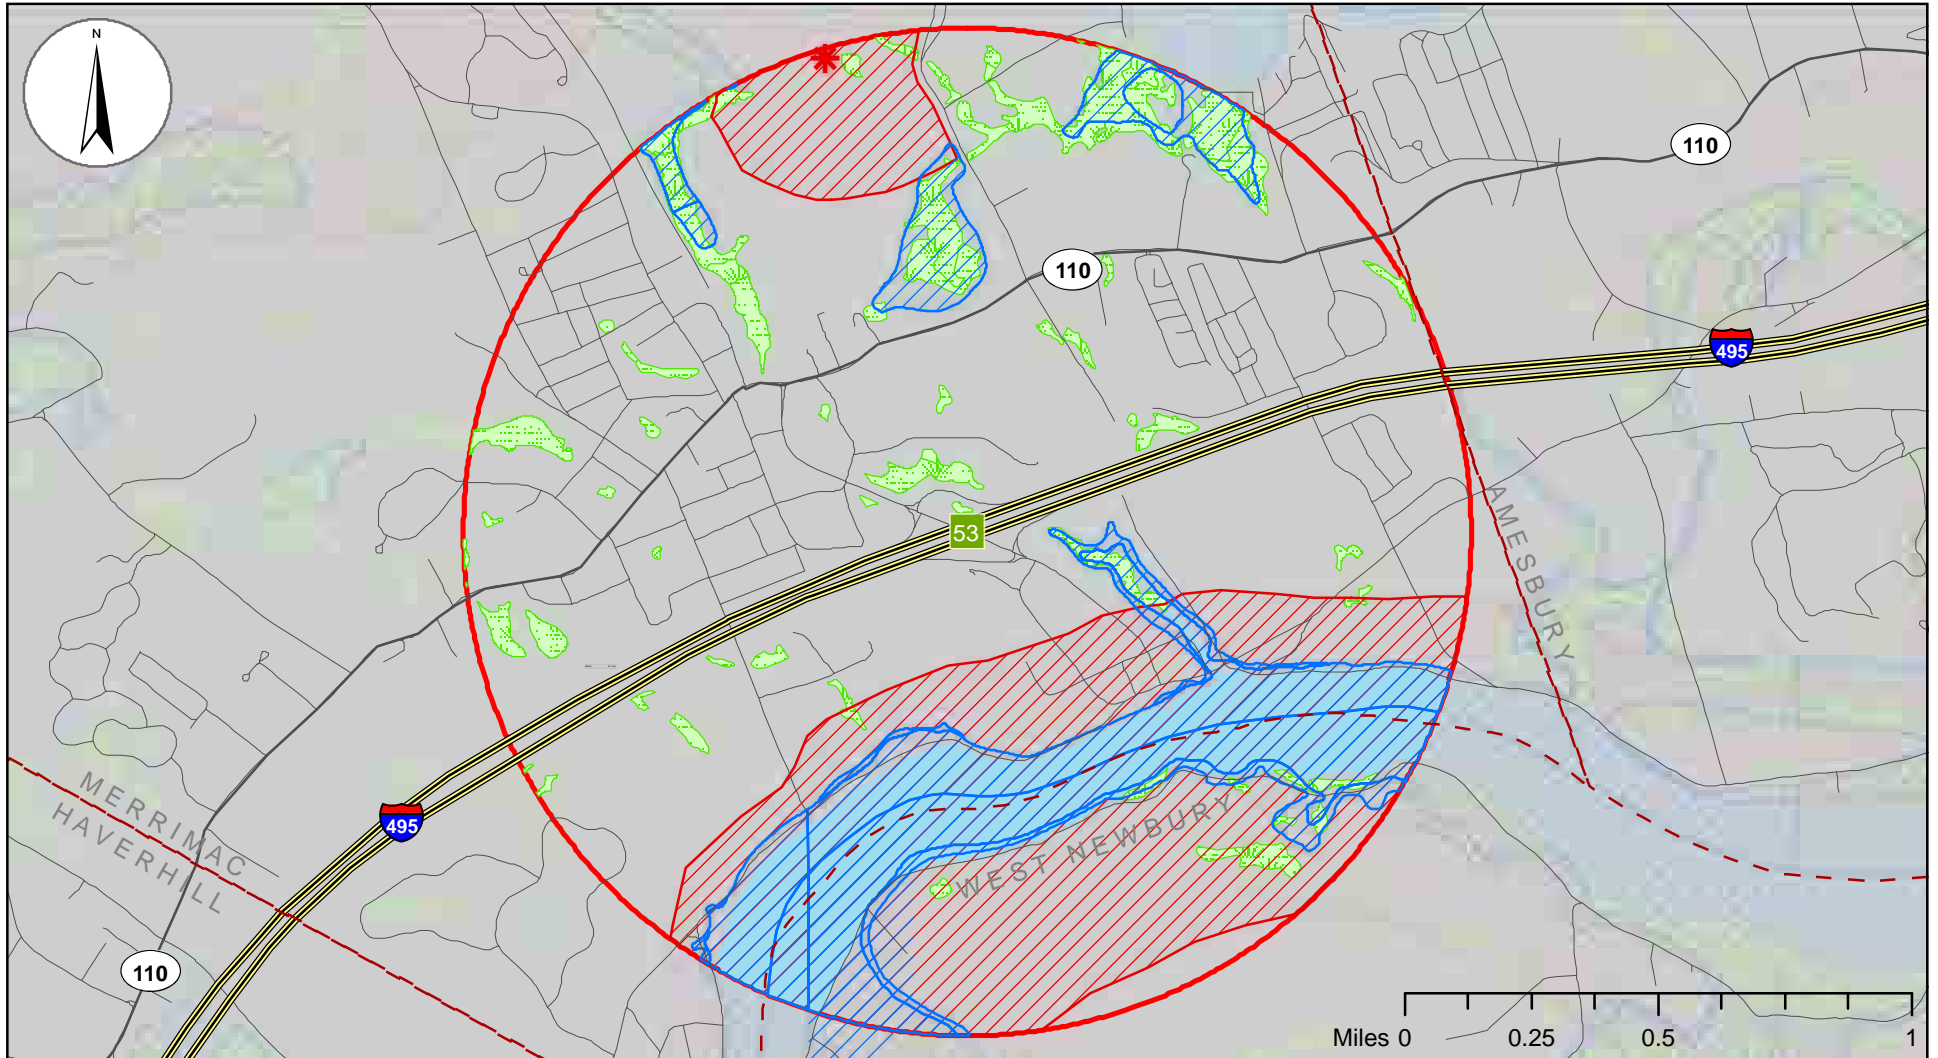 N
110
110
495
53
AMESBURY
MERRIMAC
HAVERHILL
495
WEST NEWBURY
110
Miles 0 0.25 0.5 1